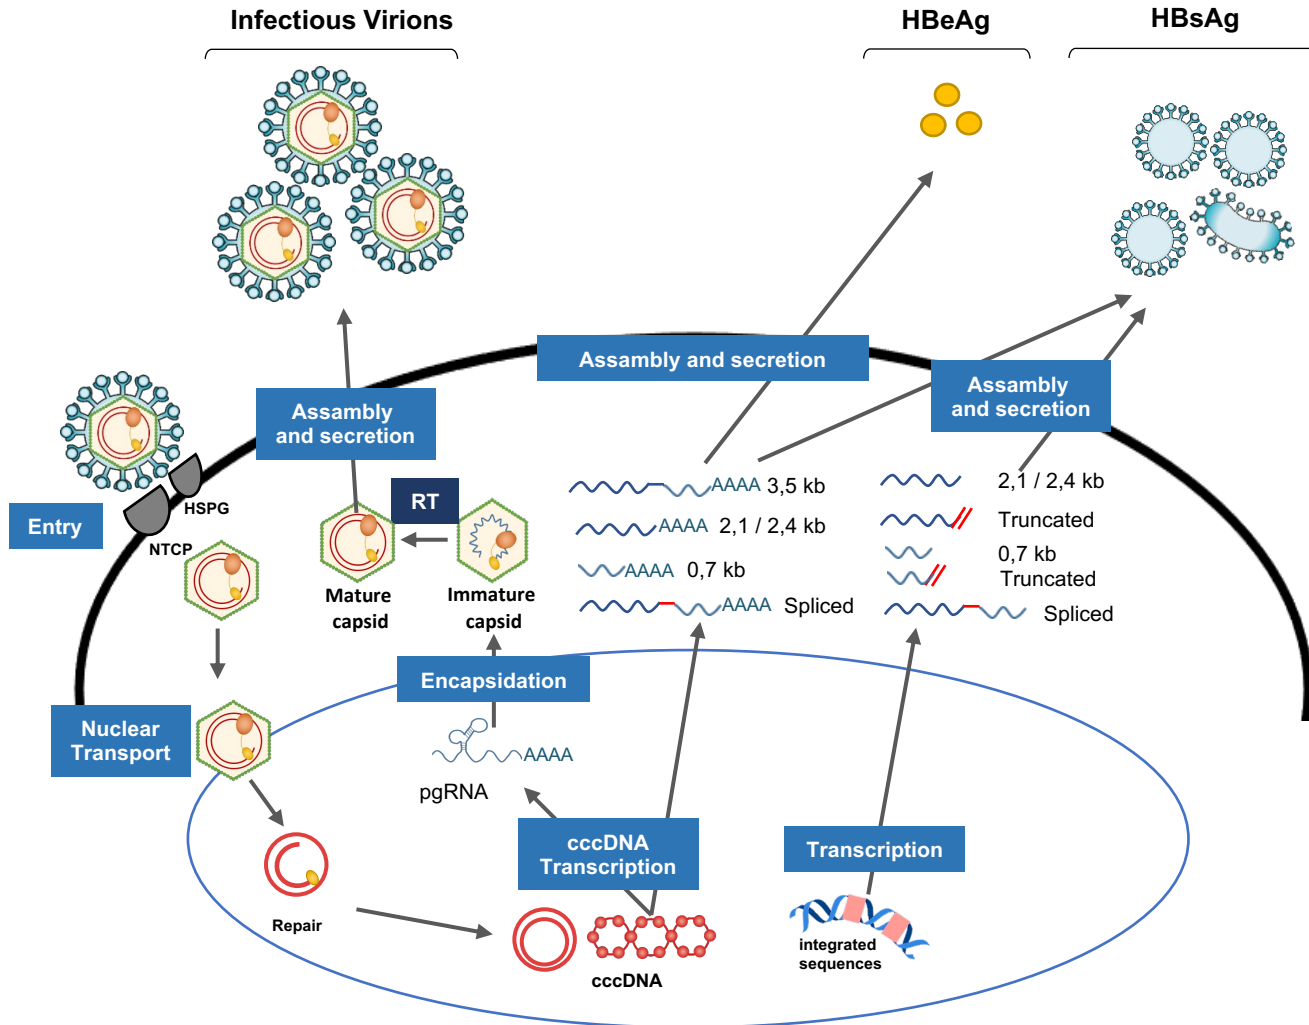 Infectious Virions
HBeAg
HBsAg
Assambly and secretion
Assambly
and secretion
Assambly
and secretion
Entry
HSPG
NTCP
RT
Mature
capsid
Immature
capsid
AAAA 3,5 kb
AAAA 2,1 / 2,4 kb
AAAA 0,7 kb
AAAA Spliced
2,1 / 2,4 kb
Truncated
0,7 kb
Truncated
Spliced
Encapsidation
Nuclear
Transport
AAAA
pgRNA
cccDNA
Transcription
Transcription
Repair
cccDNA
integrated
sequences